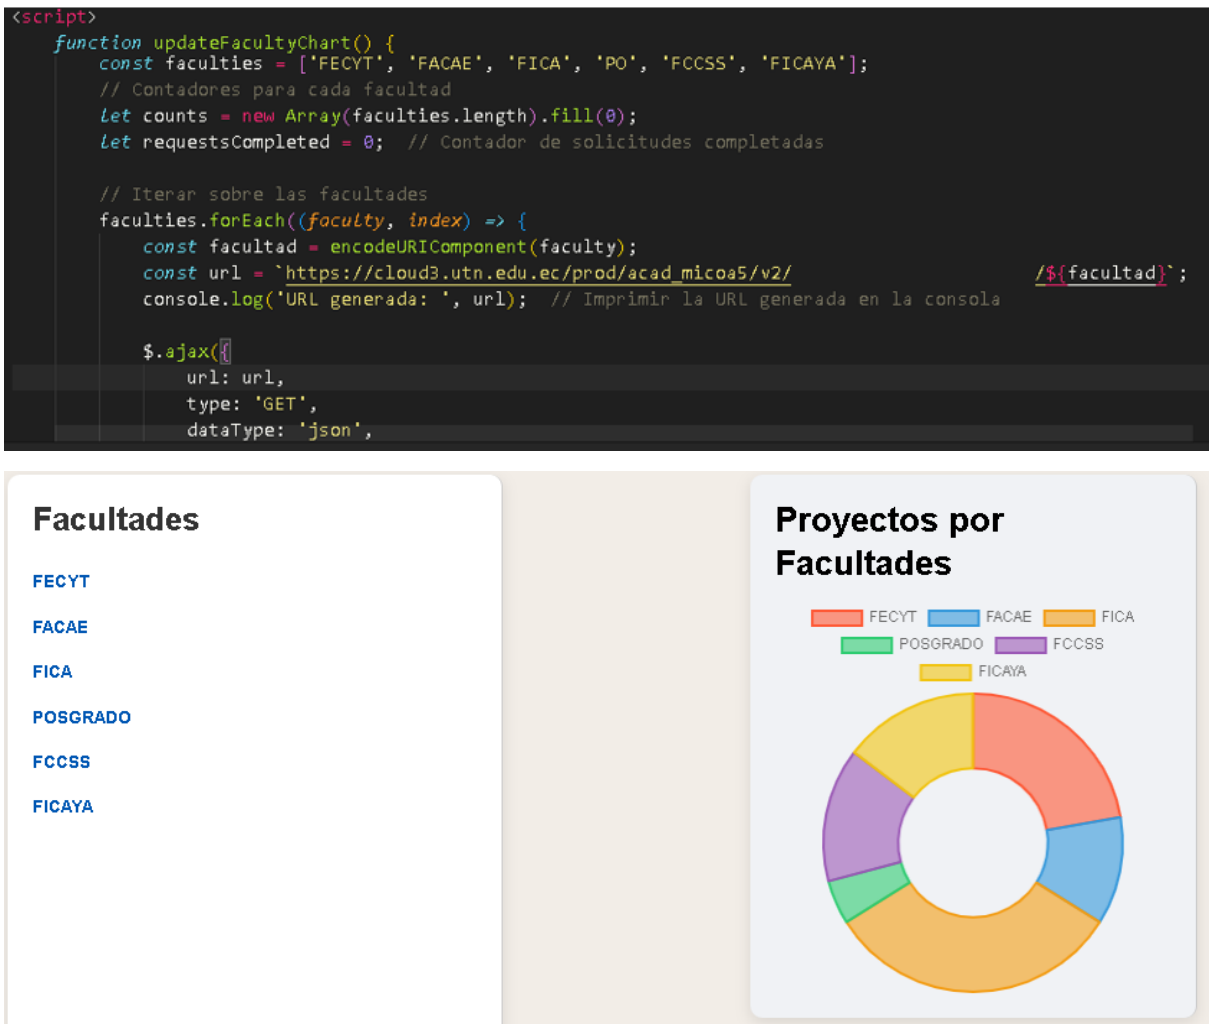 <script>
function updateFacultyChart() {
const faculties = ['FECYT', 'FACAE', 'FICA', 'PO', 'FCCSS', 'FICAYA'];
// Contadores para cada facultad
let counts = new Array(faculties.length).fill(0);
let requestsCompleted = 0;  // Contador de solicitudes completadas
// Iterar sobre las facultades
faculties.forEach((faculty, index) => {
const facultad = encodeURIComponent(faculty);
const url = `https://cloud3.utn.edu.ec/prod/acad_micoa5/v2/ /${facultad}`;
console.log('URL generada: ', url);  // Imprimir la URL generada en la consola
$.ajax({
url: url,
type: 'GET',
dataType: 'json',
Facultades
FECYT
FACAE
FICA
POSGRADO
FCCSS
FICAYA
Proyectos por
Facultades
FECYT FACAE FICA
POSGRADO FCCSS
FICAYA